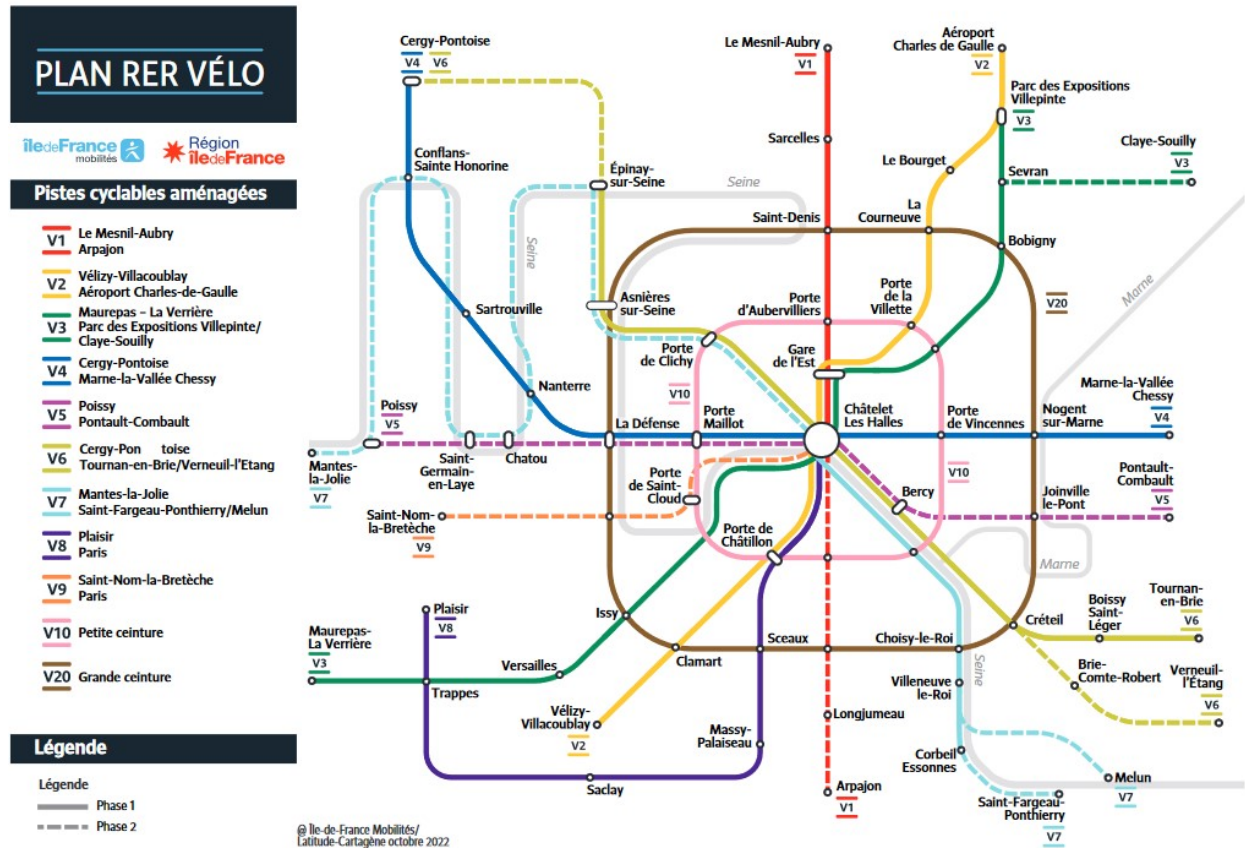 PLAN RER VÉLO
îledeFrance
mobilités
Région
îledeFrance
Pistes cyclables aménagées
V1
Le Mesnil-Aubry
Arpajon
V2
Vélizy-Villacoublay
Aéroport Charles-de-Gaulle
V3
Maurepas – La Verrière
Parc des Expositions Villepinte/
Claye-Souilly
V4
Cergy-Pontoise
Marne-la-Vallée Chessy
V5
Poissy
Pontault-Combault
V6
Cergy-Pon toise
Tournan-en-Brie/Verneuil-l'Etang
V7
Mantes-la-Jolie
Saint-Fargeau-Ponthierry/Melun
V8
Plaisir
Paris
V9
Saint-Nom-la-Bretèche
Paris
V10
Petite ceinture
V20
Grande ceinture
Légende
Légende
Phase 1
Phase 2
Cergy-Pontoise
V4
V6
Le Mesnil-Aubry
V1
Aéroport
Charles de Gaulle
V2
Parc des Expositions
Villepinte
V3
Claye-Souilly
V3
Sarcelles
Conflans-
Sainte Honorine
Épinay-
sur-Seine
Seine
Le Bourget
Sevran
Saint-Denis
La
Courneuve
Bobigny
Seine
Marne
Sartrouville
Asnières
-sur-Seine
Porte
d'Aubervilliers
Porte
de la
Villette
V20
Porte
de Clichy
Gare
de l'Est
Nanterre
V10
Poissy
V5
La Défense
Porte
Maillot
Châtelet
Les Halles
Porte
de Vincennes
Nogent
-sur-Marne
Marne-la-Vallée
Chessy
V4
Mantes-
la-Jolie
V7
Saint-
Germain-
en-Laye
Chatou
Porte
de Saint-
Cloud
V10
Bercy
Joinville
le-Pont
Pontault-
Combault
V5
Saint-Nom-
la-Bretèche
V9
Porte de
Châtillon
Marne
Plaisir
V8
Issy
Boissy
Saint-
Léger
Tournan-
en-Brie
V6
Créteil
Maurepas-
La Verrière
V3
Versailles
Clamart
Sceaux
Choisy-le-Roi
Seine
Trappes
Villeneuve
le-Roi
Brie-
Comte-Robert
Verneuil-
l'Étang
V6
Vélizy-
Villacoublay
V2
Massy-
Palaiseau
Longjumeau
Corbeil
Essonnes
Saclay
Arpajon
V1
Melun
V7
Saint-Fargeau-
Ponthierry
V7
@ Île-de-France Mobilités/
Latitude-Cartagène octobre 2022